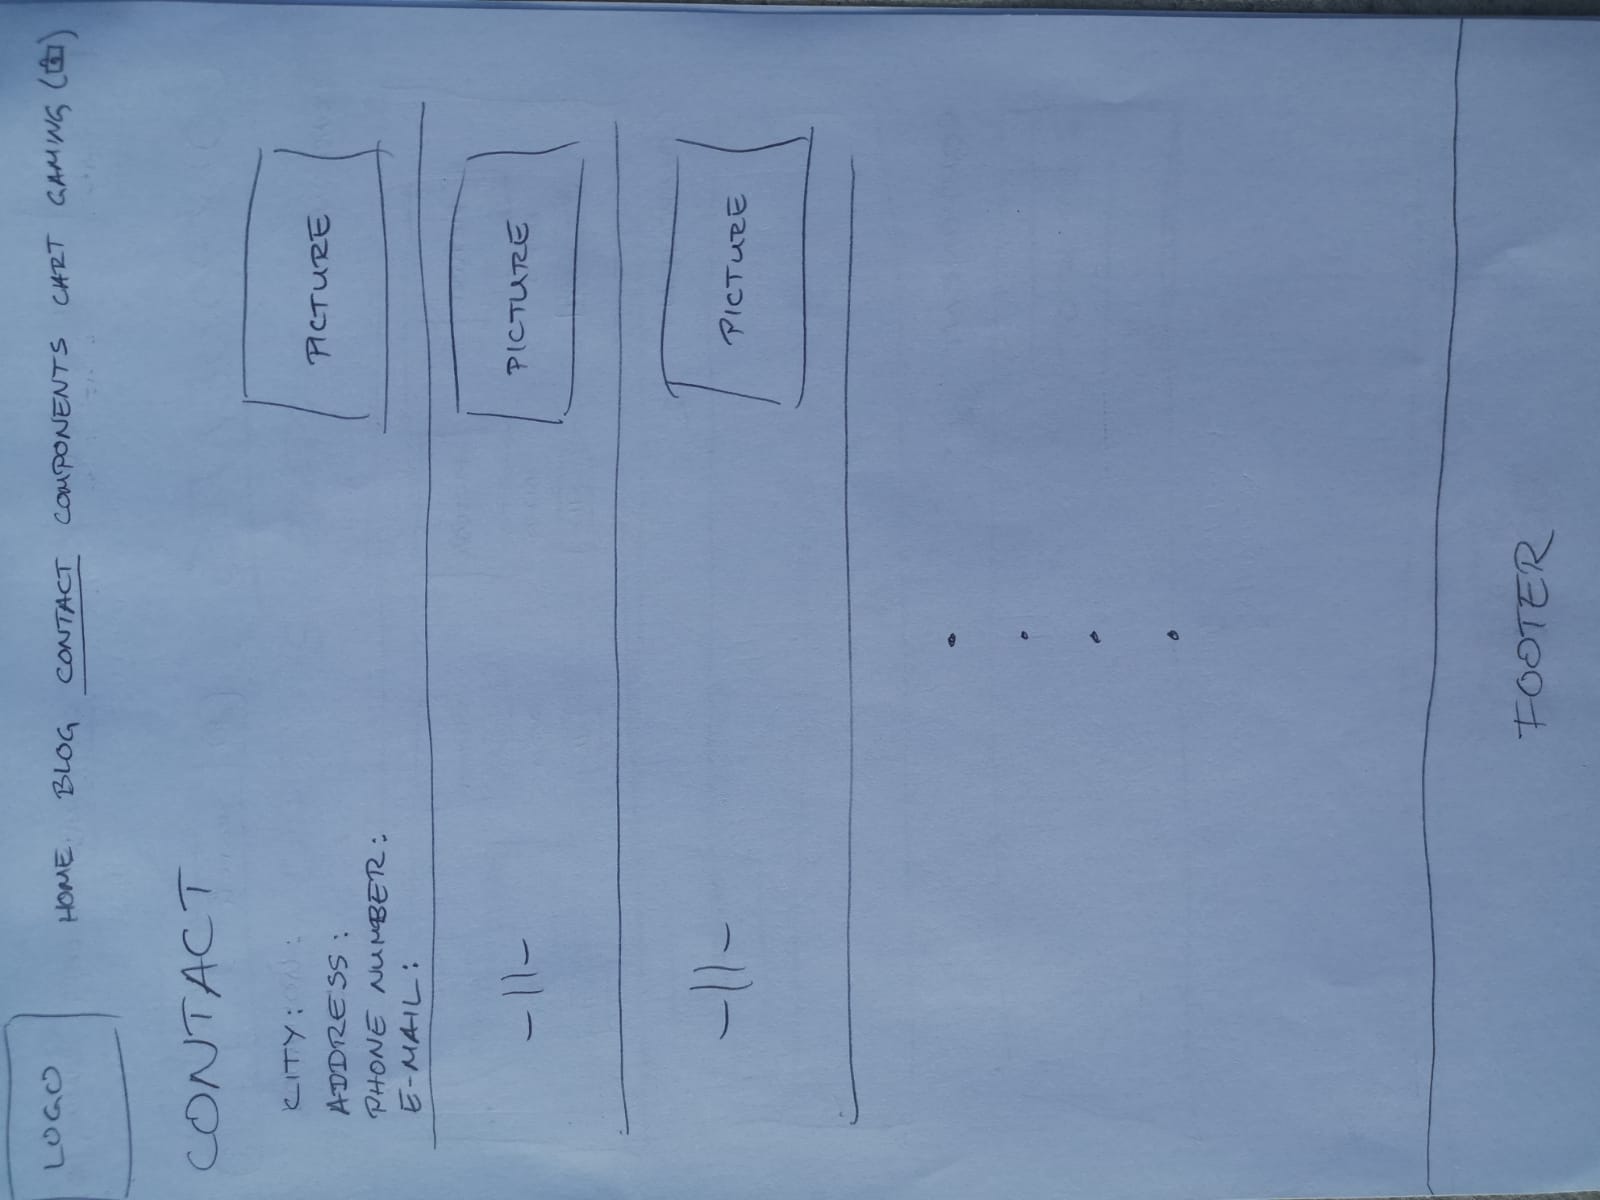 LOGO
HOME BLOG CONTACT COMPONENTS CART GAMING
CONTACT
CITY:
ADDRESS:
PHONE NUMBER:
E-MAIL:
PICTURE
-||-
PICTURE
-||-
PICTURE
FOOTER